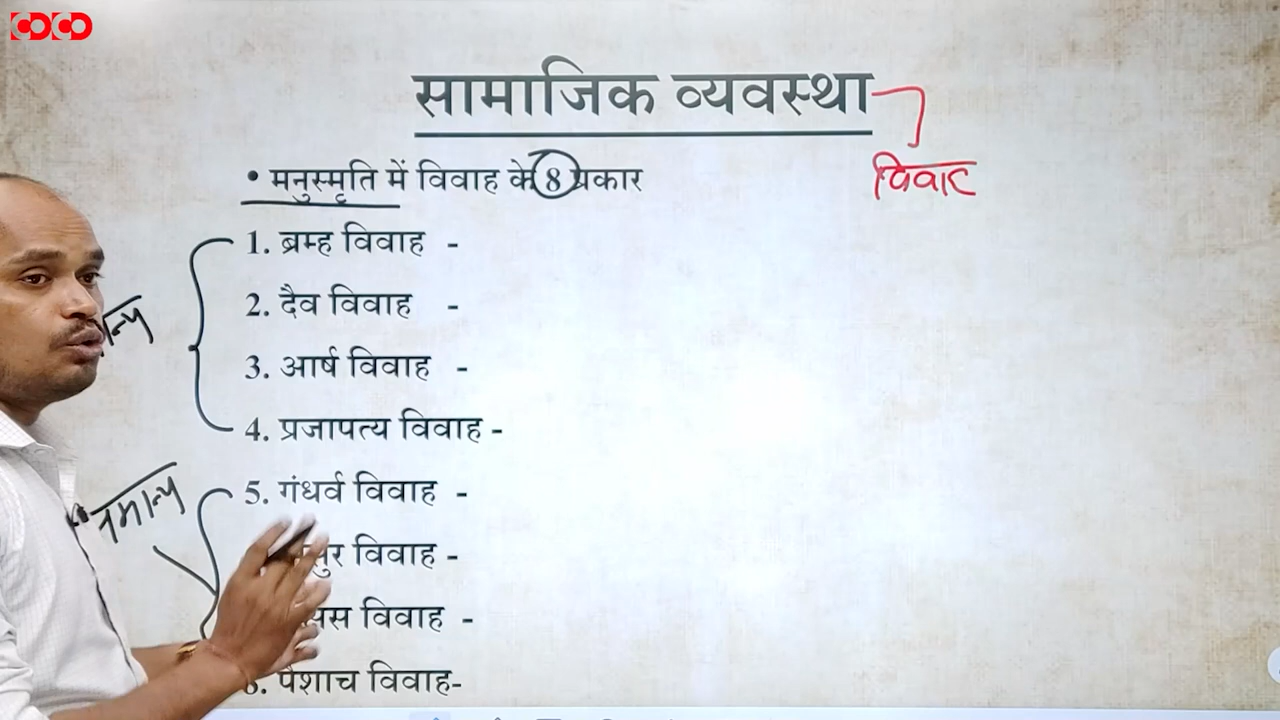 सामाजिक व्यवस्था
विवाह
• मनुस्मृति में विवाह के 8 प्रकार
1. ब्रम्ह विवाह -
2. दैव विवाह -
3. आर्ष विवाह -
4. प्रजापत्य विवाह -
5. गंधर्व विवाह -
विवाह -
विवाह -
पैशाच विवाह-